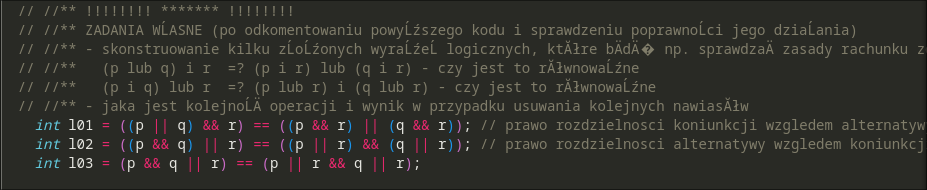 // //** !!!!!!!! ******* !!!!!!!!
// //** ZADANIA WĹASNE (po odkomentowaniu powyĹźszego kodu i sprawdzeniu poprawnoĹci jego dziaĹania)
// //** - skonstruowanie kilku zĹoĹźonych wyraĹźeĹ logicznych, ktĂłre bÄdÄ� np. sprawdzaÄ zasady rachunku
// //**   (p lub q) i r  =? (p i r) lub (q i r) - czy jest to rĂłwnowaĹźne
// //**   (p i q) lub r  =? (p lub r) i (q lub r) - czy jest to rĂłwnowaĹźne
// //** - jaka jest kolejnoĹÄ operacji i wynik w przypadku usuwania kolejnych nawiasĂłw
int l01 = ((p || q) && r) == ((p && r) || (q && r)); // prawo rozdzielnosci koniunkcji wzgledem alternatyw
int l02 = ((p && q) || r) == ((p || r) && (q || r)); // prawo rozdzielnosci alternatywy wzgledem koniunkcj
int l03 = (p && q || r) == (p || r && q || r);